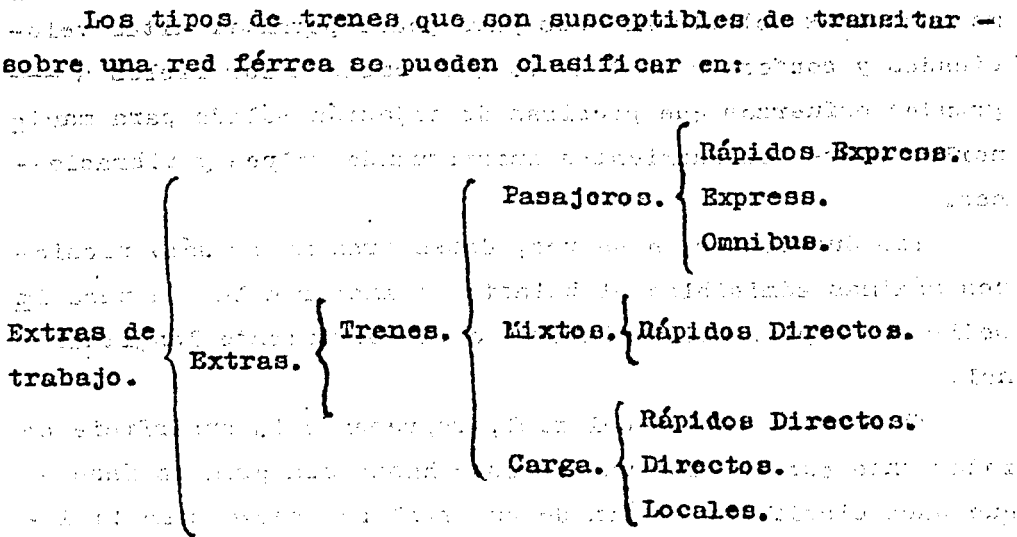 Los tipos de trenes que son susceptibles de transitar -
sobre una red férrea se pueden clasificar en:
Rápidos Express.
Pasajeros. Express.
Omnibus.
Extras de trabajo. Extras. Trenes. Mixtos. Rápidos Directos.
Rápidos Directos.
Carga. Directos.
Locales.